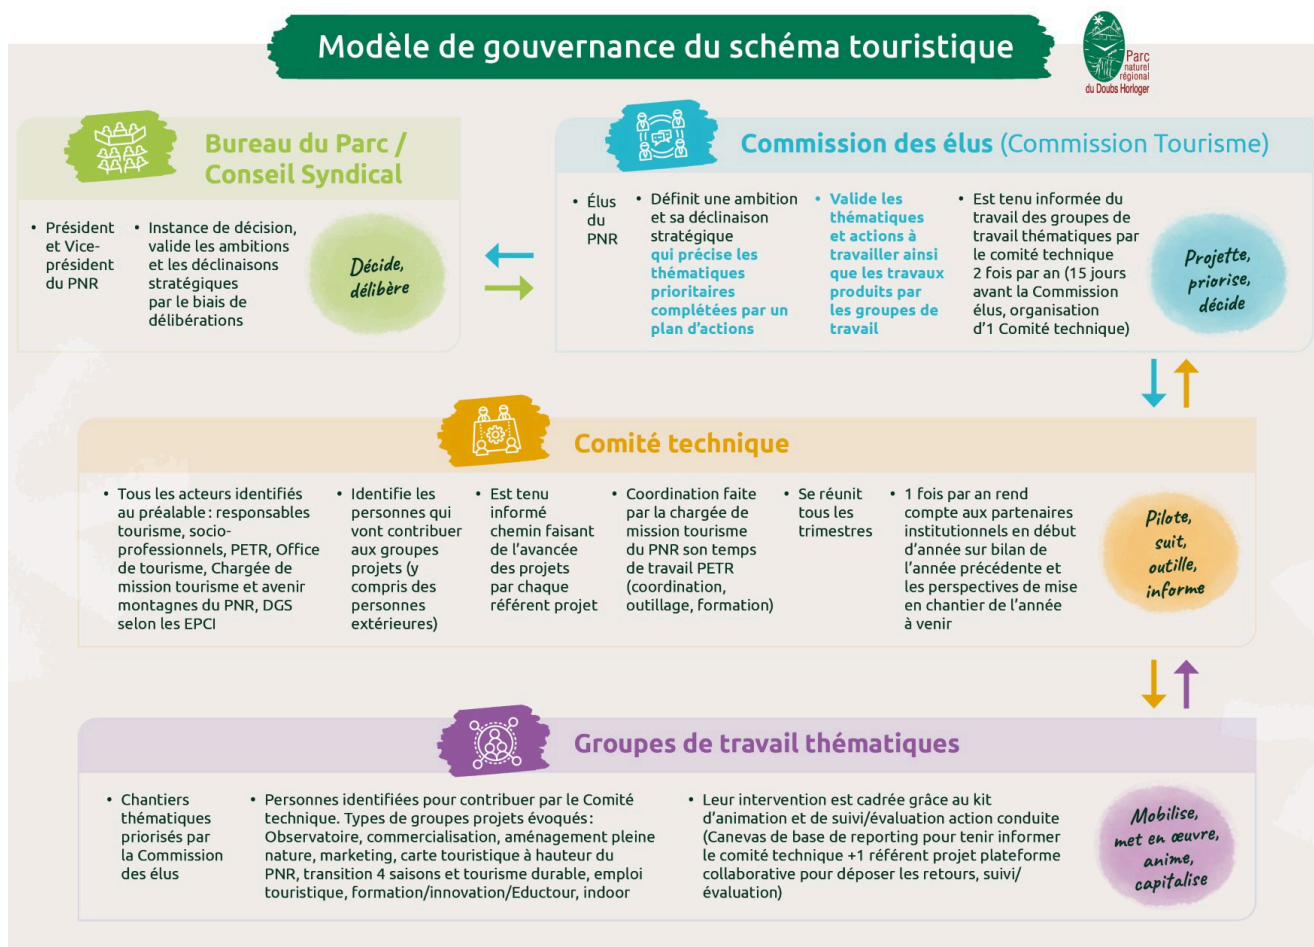 Modèle de gouvernance du schéma touristique
Parc
naturel
régional
du Doubs Horloger
Bureau du Parc /
Conseil Syndical
• Président
et Vice-
président
du PNR
• Instance de décision,
valide les ambitions
et les déclinaisons
stratégiques
par le biais de
délibérations
Décide,
délibère
Commission des élus (Commission Tourisme)
• Élus
du
PNR
• Définit une ambition
et sa déclinaison
stratégique
qui précise les
thématiques
prioritaires
complétées par un
plan d’actions
• Valide les
thématiques
et actions à
travailler ainsi
que les travaux
produits par
les groupes de
travail
• Est tenu informée du
travail des groupes de
travail thématiques par
le comité technique
2 fois par an (15 jours
avant la Commission
élus, organisation
d’1 Comité technique)
Projette,
priorise,
décide
Comité technique
• Tous les acteurs identifiés
au préalable : responsables
tourisme, socio-
professionnels, PETR, Office
de tourisme, Chargée de
mission tourisme et avenir
montagnes du PNR, DGS
selon les EPCI
• Identifie les
personnes qui
vont contribuer
aux groupes
projets (y
compris des
personnes
extérieures)
• Est tenu
informé
chemin faisant
de l’avancée
des projets
par chaque
référent projet
• Coordination faite
par la chargée de
mission tourisme
du PNR son temps
de travail PETR
(coordination,
outillage, formation)
• Se réunit
tous les
trimestres
• 1 fois par an rend
compte aux partenaires
institutionnels en début
d’année sur bilan de
l’année précédente et
les perspectives de mise
en chantier de l’année
à venir
Pilote,
suit,
outille,
informe
Groupes de travail thématiques
• Chantiers
thématiques
priorisés par
la Commission
des élus
• Personnes identifiées pour contribuer par le Comité
technique. Types de groupes projets évoqués :
Observatoire, commercialisation, aménagement pleine
nature, marketing, carte touristique à hauteur du
PNR, transition 4 saisons et tourisme durable, emploi
touristique, formation/innovation/Eductour, indoor
• Leur intervention est cadrée grâce au kit
d’animation et de suivi/évaluation action conduite
(Canevas de base de reporting pour tenir informer
le comité technique +1 référent projet plateforme
collaborative pour déposer les retours, suivi/
évaluation)
Mobilise,
met en œuvre,
anime,
capitalise